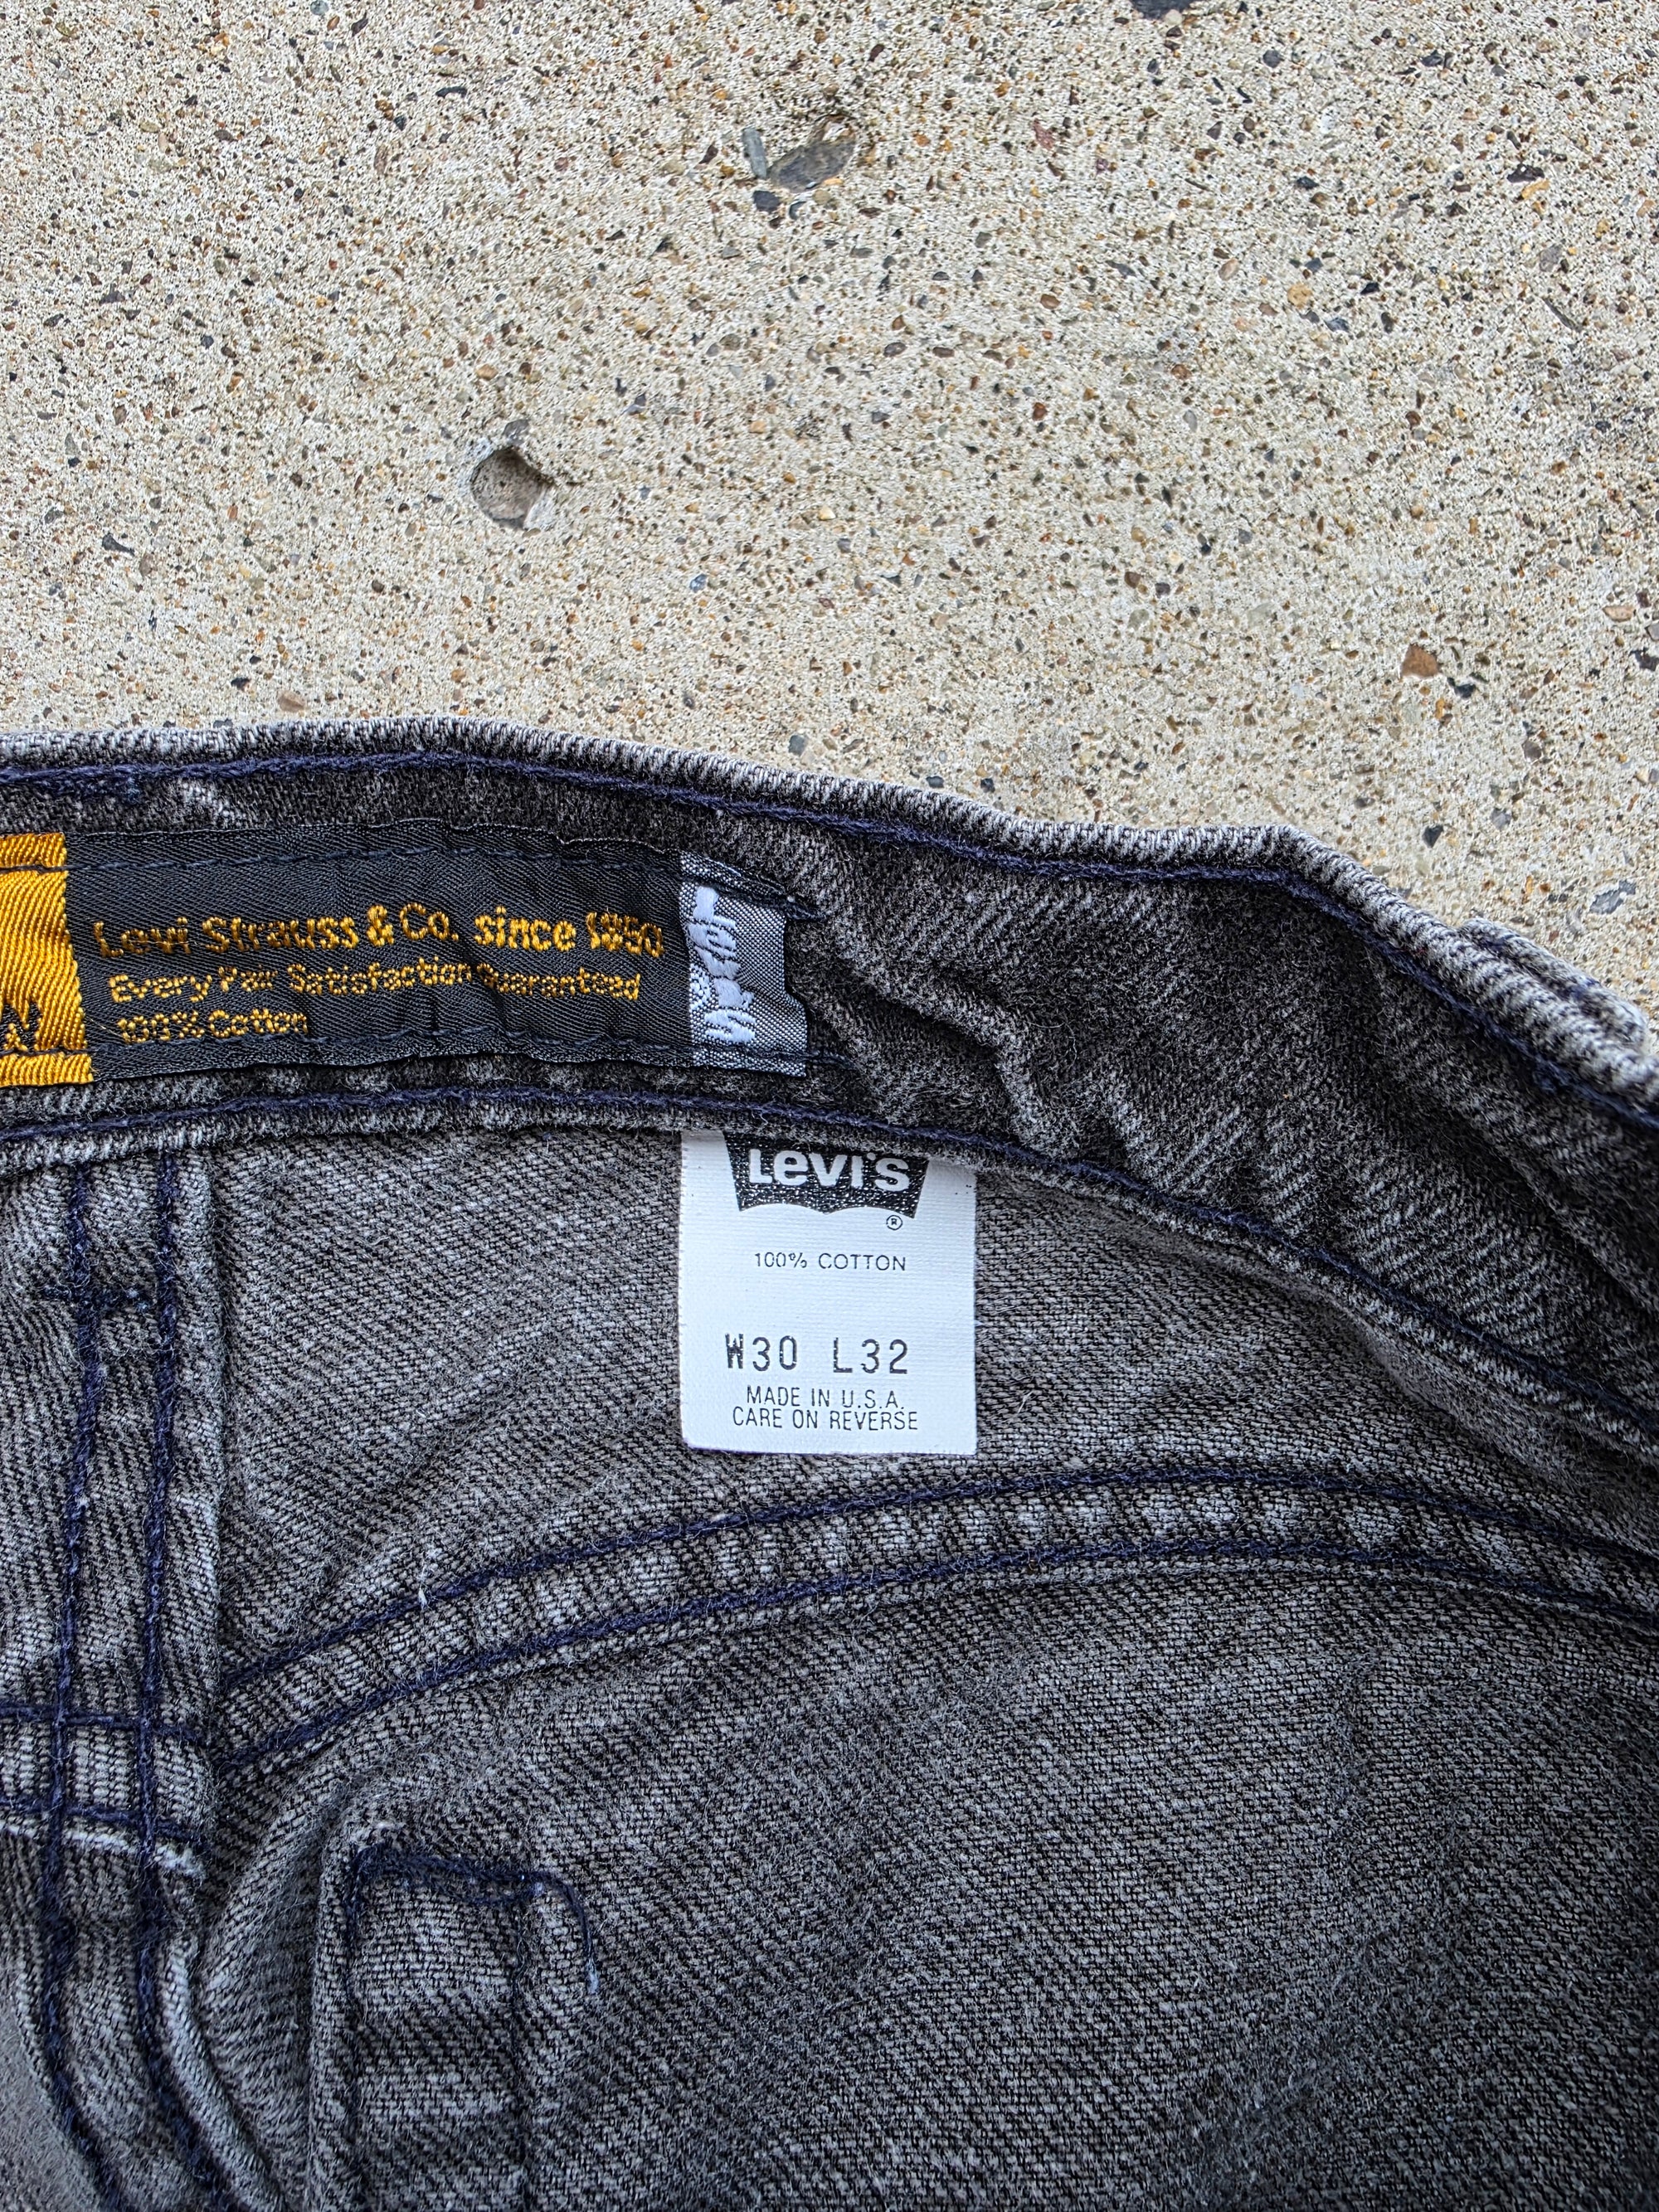 Levi Strauss & Co. since 1850
Every Pair Satisfaction Guaranteed
100% Cotton
LEVI'S
®
100% COTTON
W30 L32
MADE IN U.S.A.
CARE ON REVERSE